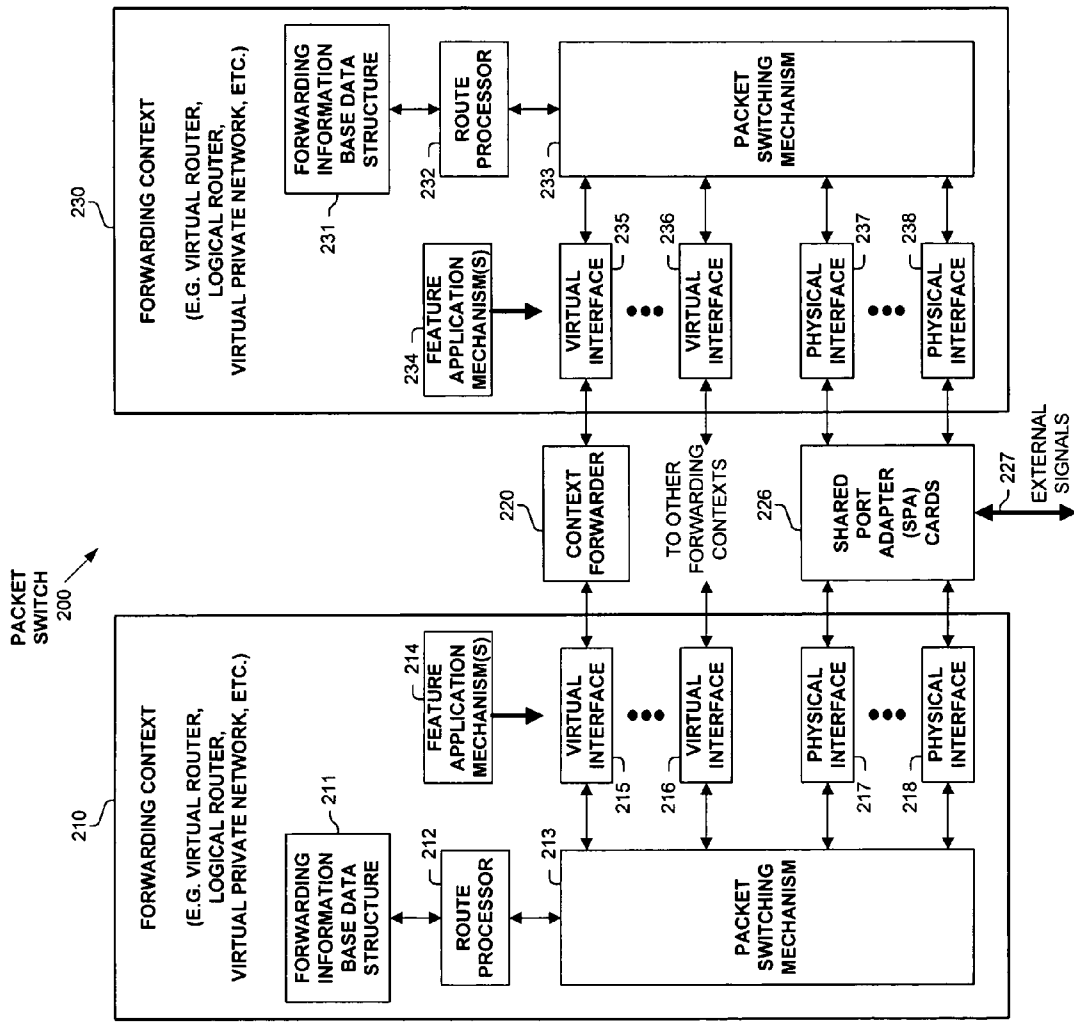 PACKET
SWITCH
200
210
FORWARDING CONTEXT
(E.G. VIRTUAL ROUTER,
LOGICAL ROUTER,
VIRTUAL PRIVATE NETWORK, ETC.)
FORWARDING
INFORMATION
BASE DATA
STRUCTURE
211
ROUTE
PROCESSOR
212
213
PACKET
SWITCHING
MECHANISM
214
FEATURE
APPLICATION
MECHANISM(S)
VIRTUAL
INTERFACE
215
VIRTUAL
INTERFACE
216
PHYSICAL
INTERFACE
217
PHYSICAL
INTERFACE
218
220
CONTEXT
FORWARDER
TO OTHER
FORWARDING
CONTEXTS
226
SHARED
PORT
ADAPTER
(SPA)
CARDS
227
EXTERNAL
SIGNALS
230
FORWARDING CONTEXT
(E.G. VIRTUAL ROUTER,
LOGICAL ROUTER,
VIRTUAL PRIVATE NETWORK, ETC.)
FORWARDING
INFORMATION
BASE DATA
STRUCTURE
231
ROUTE
PROCESSOR
232
233
PACKET
SWITCHING
MECHANISM
234
FEATURE
APPLICATION
MECHANISM(S)
VIRTUAL
INTERFACE
235
VIRTUAL
INTERFACE
236
PHYSICAL
INTERFACE
237
PHYSICAL
INTERFACE
238